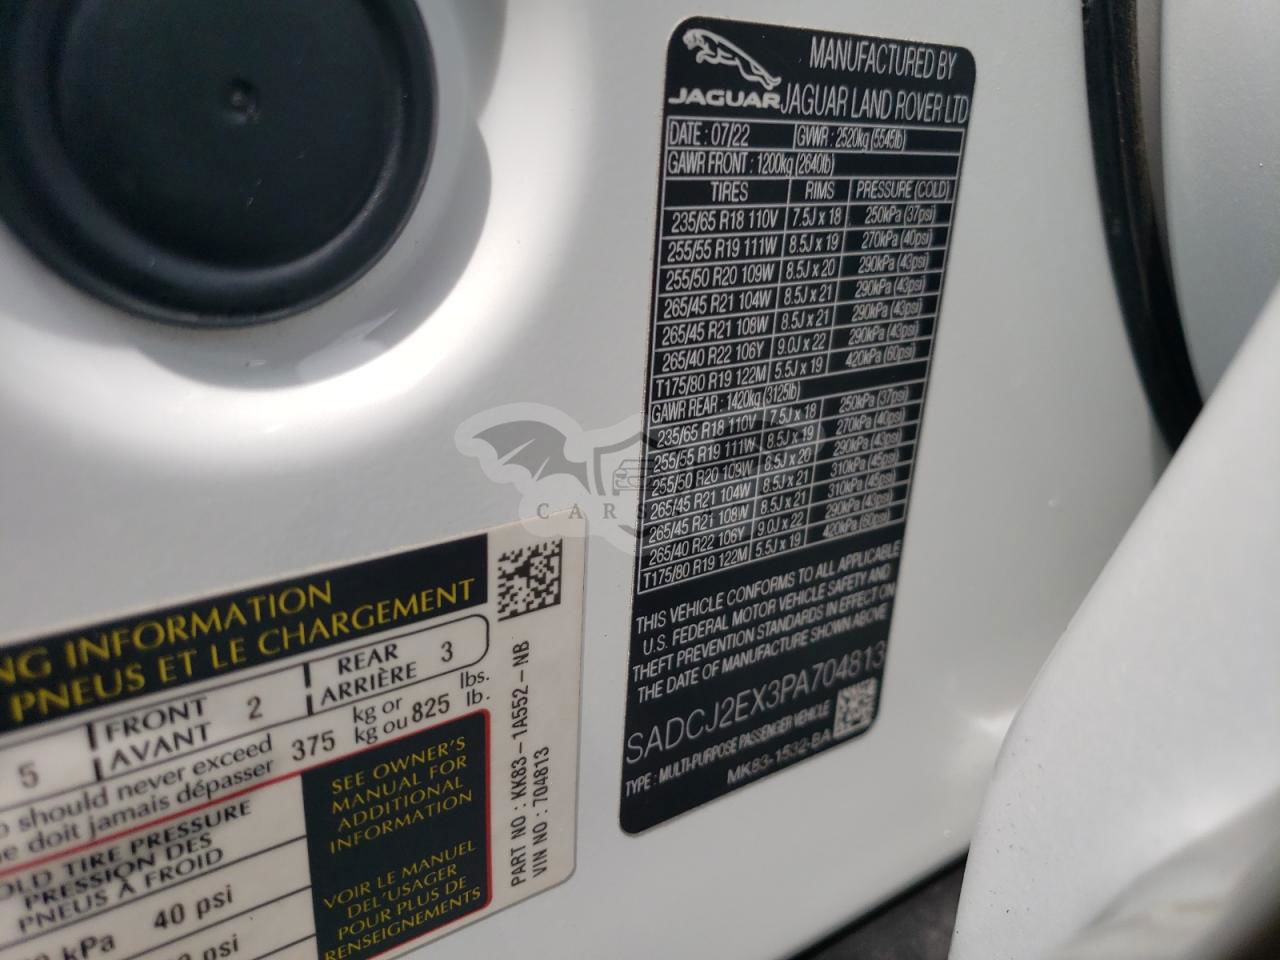 MANUFACTURED BY
JAGUAR JAGUAR LAND ROVER LTD
DATE : 07/22 GVWR : 2520kg (5545lb)
GAWR FRONT : 1200kg (2640lb)
TIRES RIMS PRESSURE (COLD)
235/65 R18 110V 7.5J x 18 250kPa (37psi)
255/55 R19 111W 8.5J x 19 270kPa (40psi)
255/50 R20 109W 8.5J x 20 290kPa (43psi)
265/45 R21 104W 8.5J x 21 290kPa (43psi)
265/45 R21 108W 8.5J x 21 290kPa (43psi)
265/40 R22 106Y 9.0J x 22 290kPa (43psi)
T175/80 R19 122M 5.5J x 19 420kPa (60psi)
GAWR REAR : 1420kg (3125lb)
235/65 R18 110V 7.5J x 18 250kPa (37psi)
255/55 R19 111W 8.5J x 19 270kPa (40psi)
255/50 R20 109W 8.5J x 20 290kPa (43psi)
265/45 R21 104W 8.5J x 21 310kPa (45psi)
265/45 R21 108W 8.5J x 21 310kPa (45psi)
265/40 R22 106Y 9.0J x 22 290kPa (43psi)
T175/80 R19 122M 5.5J x 19 420kPa (60psi)
THIS VEHICLE CONFORMS TO ALL APPLICABLE
U.S. FEDERAL MOTOR VEHICLE SAFETY AND
THEFT PREVENTION STANDARDS IN EFFECT ON
THE DATE OF MANUFACTURE SHOWN ABOVE
SADCJ2EX3PA704813
TYPE : MULTI-PURPOSE PASSENGER VEHICLE
MK83-1532-BA
CARS
NG INFORMATION
PNEUS ET LE CHARGEMENT
5 FRONT 2 REAR 3
AVANT ARRIÈRE
should never exceed 375 kg or 825 lbs.
doit jamais dépasser kg ou lb.
OLD TIRE PRESSURE
PRESSION DES
PNEUS À FROID
kPa 40 psi
psi
SEE OWNER'S
MANUAL FOR
ADDITIONAL
INFORMATION
VOIR LE MANUEL
DEL'USAGER
POUR PLUS DE
RENSEIGNEMENTS
PART NO : KK83-1A552-NB
VIN NO : 704813